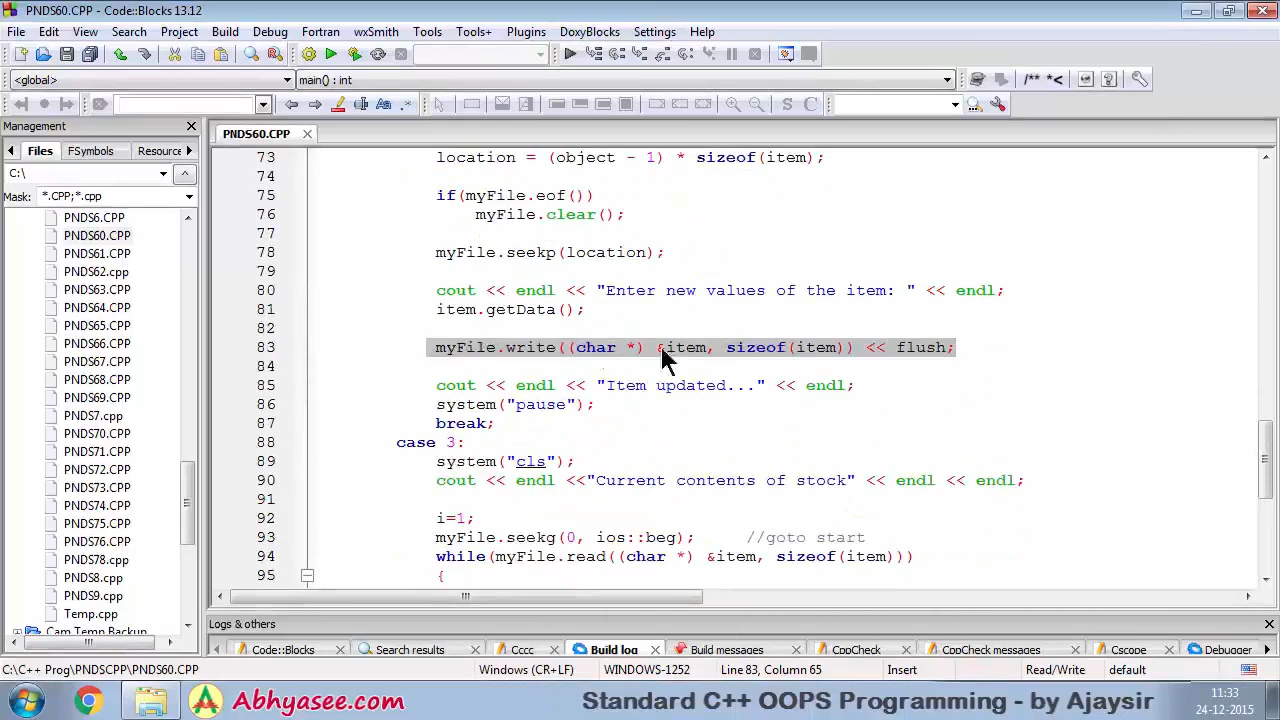 PNDS60.CPP - Code::Blocks 13.12
File Edit View Search Project Build Debug Fortran wxSmith Tools Tools+ Plugins DoxyBlocks Settings Help
<global> main() : int /** *<
Management
PNDS60.CPP
Files FSymbols Resource
C:\
Mask: *.CPP;*.cpp
PNDS6.CPP
PNDS60.CPP
PNDS61.CPP
PNDS62.cpp
PNDS63.CPP
PNDS64.CPP
PNDS65.CPP
PNDS66.CPP
PNDS67.CPP
PNDS68.CPP
PNDS69.CPP
PNDS7.cpp
PNDS70.CPP
PNDS71.CPP
PNDS72.CPP
PNDS73.CPP
PNDS74.CPP
PNDS75.CPP
PNDS76.CPP
PNDS78.cpp
PNDS8.cpp
PNDS9.cpp
Temp.cpp
Cam Temp Backup
73 location = (object - 1) * sizeof(item);
74
75 if(myFile.eof())
76 myFile.clear();
77
78 myFile.seekp(location);
79
80 cout << endl << "Enter new values of the item: " << endl;
81 item.getData();
82
83 myFile.write((char *) &item, sizeof(item)) << flush;
84
85 cout << endl << "Item updated..." << endl;
86 system("pause");
87 break;
88 case 3:
89 system("cls");
90 cout << endl <<"Current contents of stock" << endl << endl;
91
92 i=1;
93 myFile.seekg(0, ios::beg); //goto start
94 while(myFile.read((char *) &item, sizeof(item)))
95 {
Logs & others
Code::Blocks Search results Cccc Build log Build messages CppCheck CppCheck messages Cscope Debugger
C:\C++ Prog\PNDSCPP\PNDS60.CPP Windows (CR+LF) WINDOWS-1252 Line 83, Column 65 Insert Read/Write default
Abhyasee.com Standard C++ OOPS Programming - by Ajaysir
11:33
24-12-2015